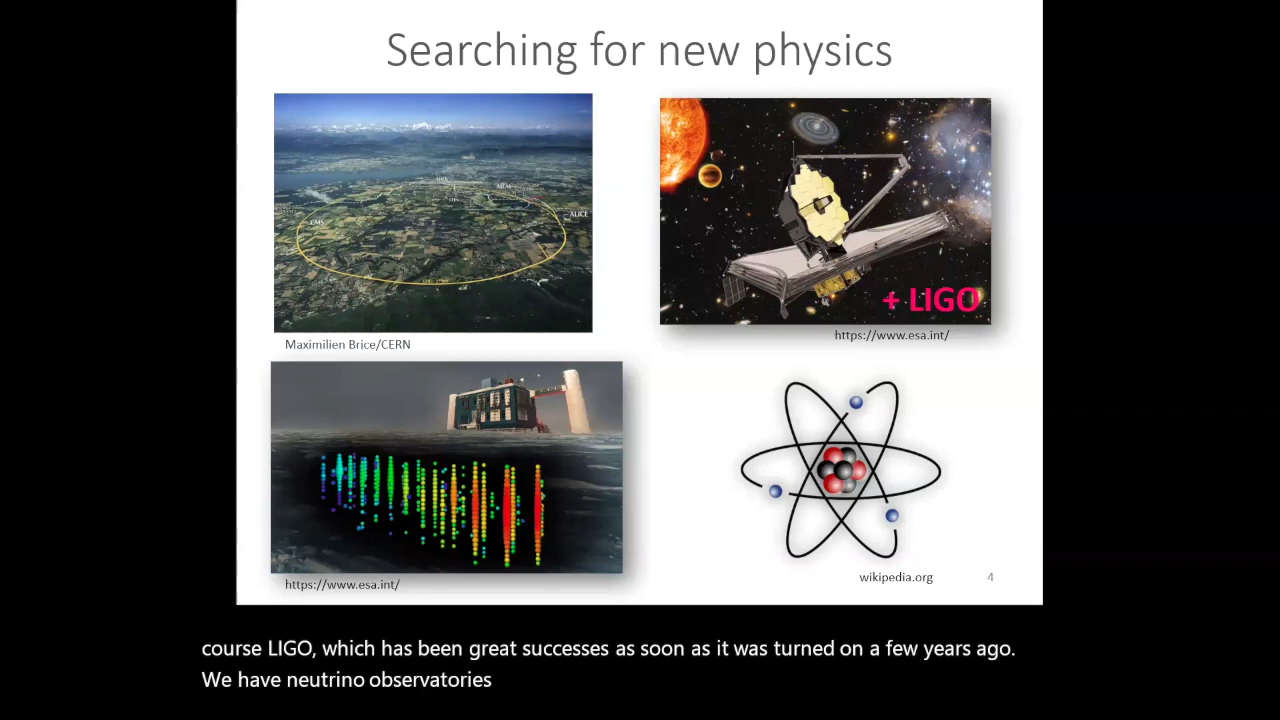 Searching for new physics
CMS
ALICE
+ LIGO
Maximilien Brice/CERN
https://www.esa.int/
https://www.esa.int/
wikipedia.org
4
course LIGO, which has been great successes as soon as it was turned on a few years ago.
We have neutrino observatories